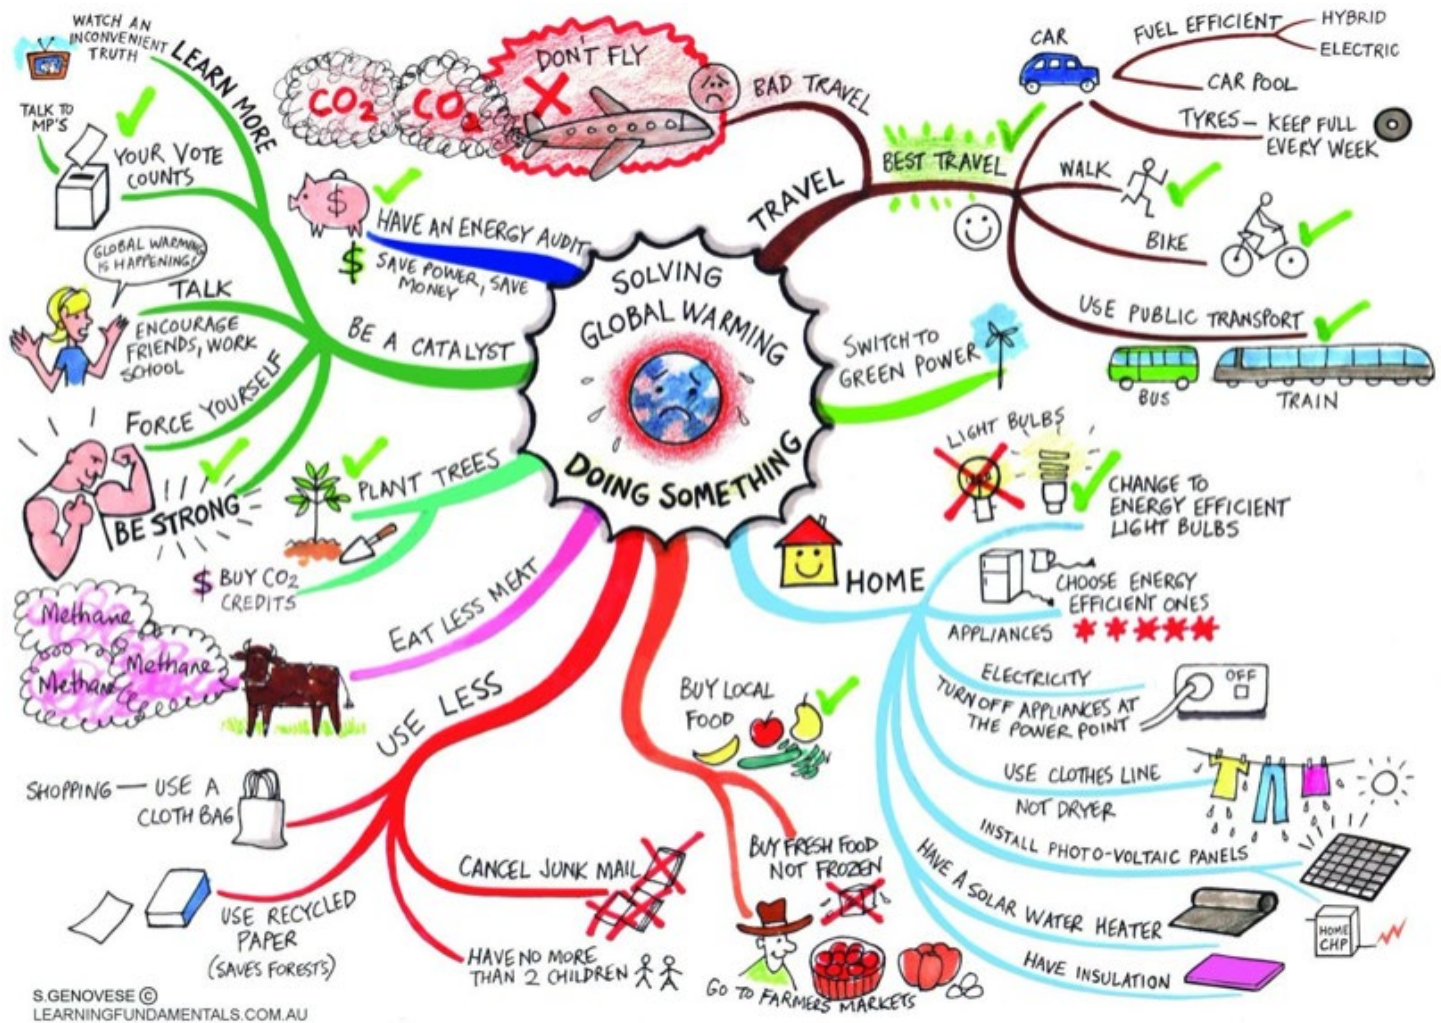 WATCH AN
INCONVENIENT
TRUTH
LEARN MORE
TALK TO
MP'S
YOUR VOTE
COUNTS
GLOBAL WARMING
IS HAPPENING!
TALK
ENCOURAGE
FRIENDS, WORK
SCHOOL
FORCE YOURSELF
BE STRONG
BE A CATALYST
CO2
CO2
DON'T FLY
BAD TRAVEL
TRAVEL
BEST TRAVEL
CAR
FUEL EFFICIENT
HYBRID
ELECTRIC
CAR POOL
TYRES — KEEP FULL
EVERY WEEK
WALK
BIKE
USE PUBLIC TRANSPORT
BUS
TRAIN
$
HAVE AN ENERGY AUDIT
$
SAVE POWER, SAVE
MONEY
SOLVING
GLOBAL WARMING
DOING SOMETHING
SWITCH TO
GREEN POWER
PLANT TREES
$ BUY CO2
CREDITS
EAT LESS MEAT
Methane
Methane
Methane
USE LESS
SHOPPING — USE A
CLOTH BAG
USE RECYCLED
PAPER
(SAVES FORESTS)
CANCEL JUNK MAIL
HAVE NO MORE
THAN 2 CHILDREN
BUY LOCAL
FOOD
BUY FRESH FOOD
NOT FROZEN
GO TO FARMERS MARKETS
HOME
LIGHT BULBS
CHANGE TO
ENERGY EFFICIENT
LIGHT BULBS
CHOOSE ENERGY
EFFICIENT ONES
APPLIANCES
ELECTRICITY
TURN OFF APPLIANCES AT
THE POWER POINT
OFF
USE CLOTHES LINE
NOT DRYER
INSTALL PHOTO-VOLTAIC PANELS
HOME
CHP
HAVE A SOLAR WATER HEATER
HAVE INSULATION
S.GENOVESE ©
LEARNINGFUNDAMENTALS.COM.AU